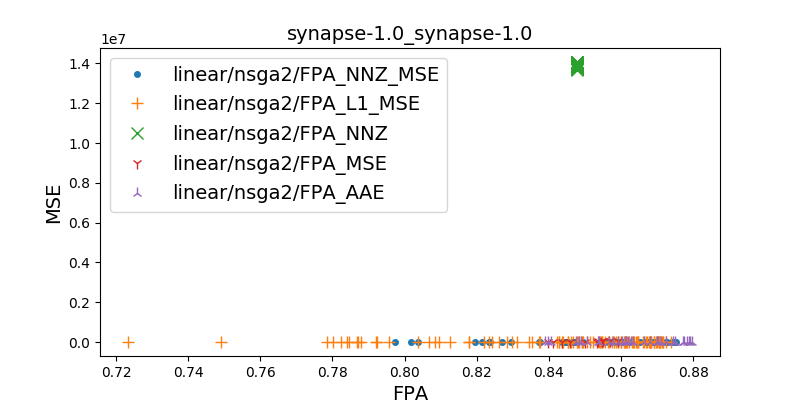 synapse-1.0_synapse-1.0
1e7
1.4
1.2
1.0
0.8
0.6
0.4
0.2
0.0
MSE
linear/nsga2/FPA_NNZ_MSE
linear/nsga2/FPA_L1_MSE
linear/nsga2/FPA_NNZ
linear/nsga2/FPA_MSE
linear/nsga2/FPA_AAE
0.72 0.74 0.76 0.78 0.80 0.82 0.84 0.86 0.88
FPA